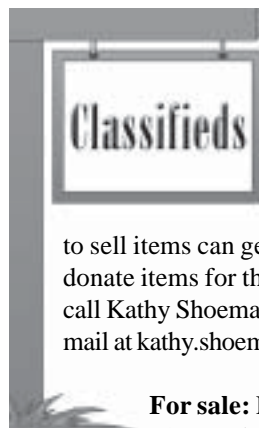 Classifieds
to sell items can ge
donate items for th
call Kathy Shoema
mail at kathy.shoem
For sale: